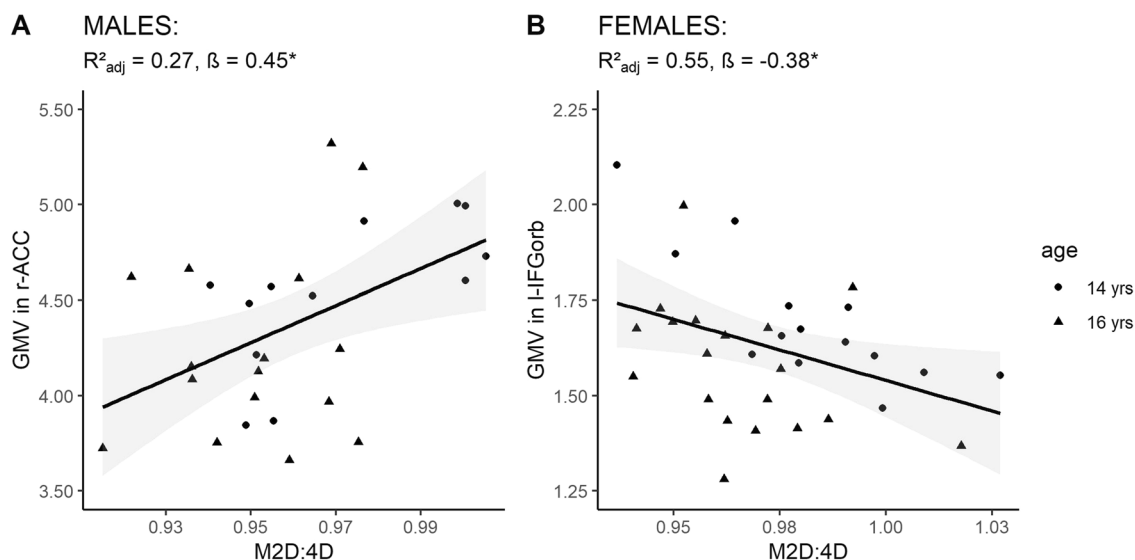 A MALES:
R²adj = 0.27, ß = 0.45*
GMV in r-ACC
5.50
5.00
4.50
4.00
3.50
0.93 0.95 0.97 0.99
M2D:4D
B FEMALES:
R²adj = 0.55, ß = -0.38*
GMV in l-IFGorb
2.25
2.00
1.75
1.50
1.25
0.95 0.98 1.00 1.03
M2D:4D
age
14 yrs
16 yrs